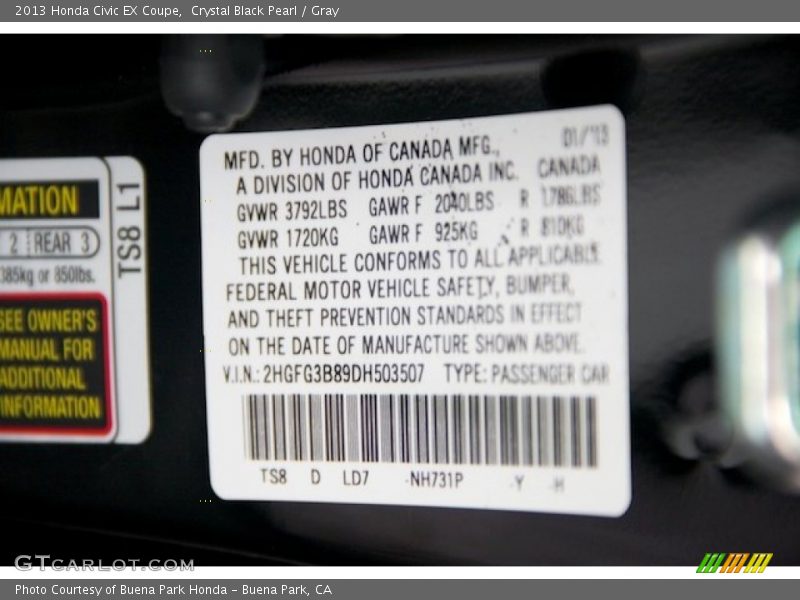 2013 Honda Civic EX Coupe, Crystal Black Pearl / Gray
MATION
2 REAR 3
385kg or 850lbs.
SEE OWNER'S
MANUAL FOR
ADDITIONAL
INFORMATION
TS8 L1
01/'13
MFD. BY HONDA OF CANADA MFG.,
A DIVISION OF HONDA CANADA INC. CANADA
GVWR 3792LBS GAWR F 2040LBS R 1786LBS
GVWR 1720KG GAWR F 925KG R 810KG
THIS VEHICLE CONFORMS TO ALL APPLICABLE
FEDERAL MOTOR VEHICLE SAFETY, BUMPER,
AND THEFT PREVENTION STANDARDS IN EFFECT
ON THE DATE OF MANUFACTURE SHOWN ABOVE.
V.I.N.: 2HGFG3B89DH503507 TYPE: PASSENGER CAR
TS8 D LD7 -NH731P -Y -H
GTCARLOT.COM
Photo Courtesy of Buena Park Honda - Buena Park, CA